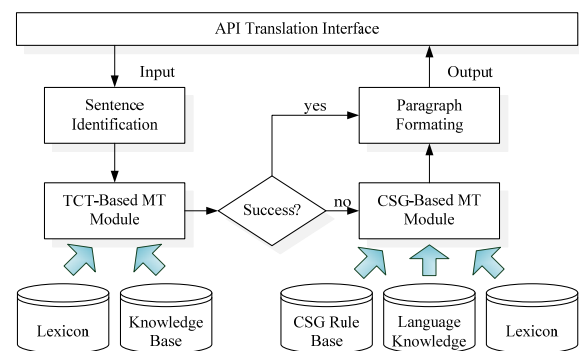 API Translation Interface
Input
Output
Sentence
Identification
yes
Paragraph
Formating
TCT-Based MT
Module
Success?
no
CSG-Based MT
Module
Lexicon
Knowledge
Base
CSG Rule
Base
Language
Knowledge
Lexicon